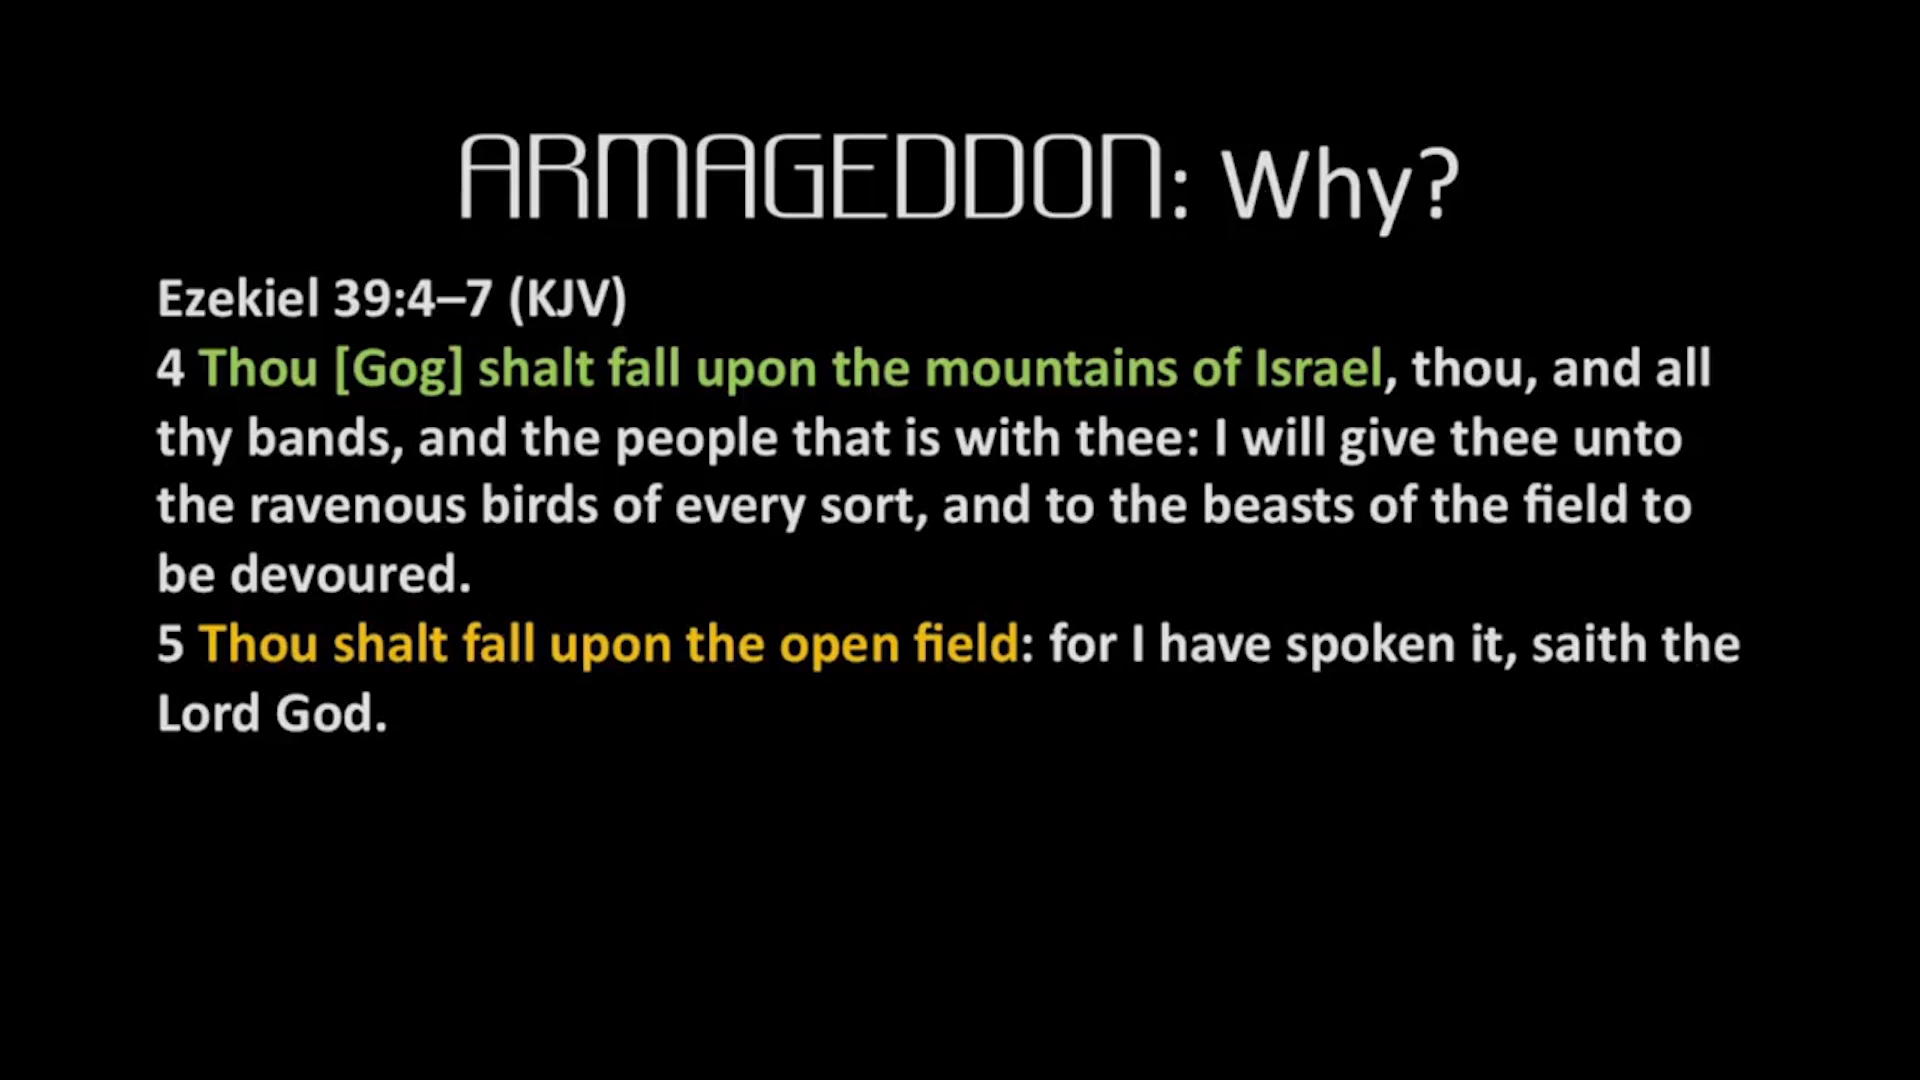 ARMAGEDDON: Why?
Ezekiel 39:4–7 (KJV)
4 Thou [Gog] shalt fall upon the mountains of Israel, thou, and all
thy bands, and the people that is with thee: I will give thee unto
the ravenous birds of every sort, and to the beasts of the field to
be devoured.
5 Thou shalt fall upon the open field: for I have spoken it, saith the
Lord God.